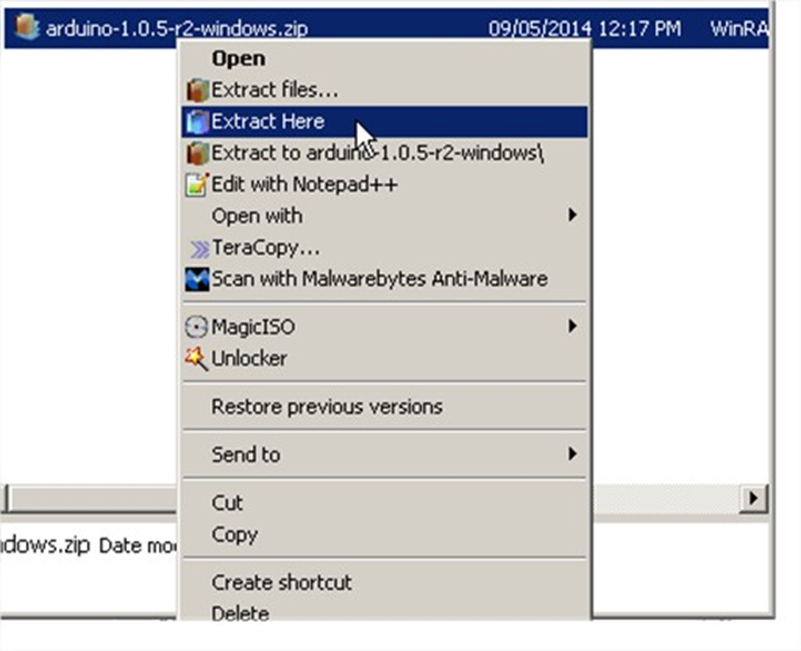 arduino-1.0.5-r2-windows.zip 09/05/2014 12:17 PM WinRA
Open
Extract files...
Extract Here
Extract to arduino-1.0.5-r2-windows\
Edit with Notepad++
Open with
TeraCopy...
Scan with Malwarebytes Anti-Malware
MagicISO
Unlocker
Restore previous versions
Send to
Cut
Copy
dows.zip Date mo
Create shortcut
Delete